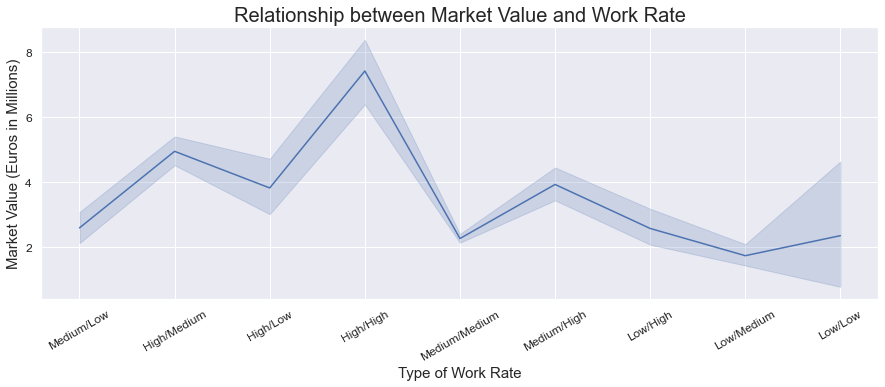 Relationship between Market Value and Work Rate
Market Value (Euros in Millions)
8
6
4
2
Medium/Low
High/Medium
High/Low
High/High
Medium/Medium
Medium/High
Low/High
Low/Medium
Low/Low
Type of Work Rate